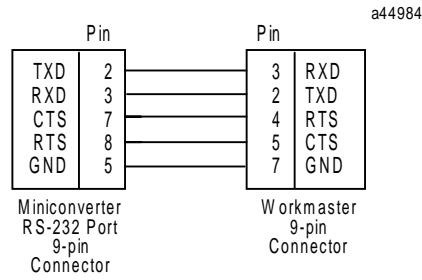 a44984
Pin Pin
TXD 2 3 RXD
RXD 3 2 TXD
CTS 7 4 RTS
RTS 8 5 CTS
GND 5 7 GND
Miniconverter
RS-232 Port
9-pin
Connector
Workmaster
9-pin
Connector